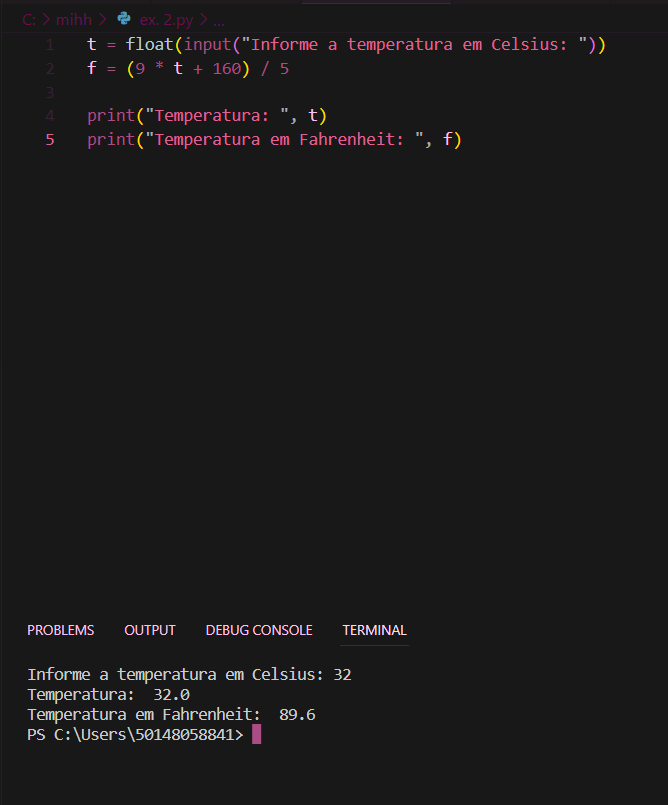 C: > mihh > ex. 2.py > ...
1 t = float(input("Informe a temperatura em Celsius: "))
2 f = (9 * t + 160) / 5
3
4 print("Temperatura: ", t)
5 print("Temperatura em Fahrenheit: ", f)
PROBLEMS OUTPUT DEBUG CONSOLE TERMINAL
Informe a temperatura em Celsius: 32
Temperatura:  32.0
Temperatura em Fahrenheit:  89.6
PS C:\Users\50148058841>